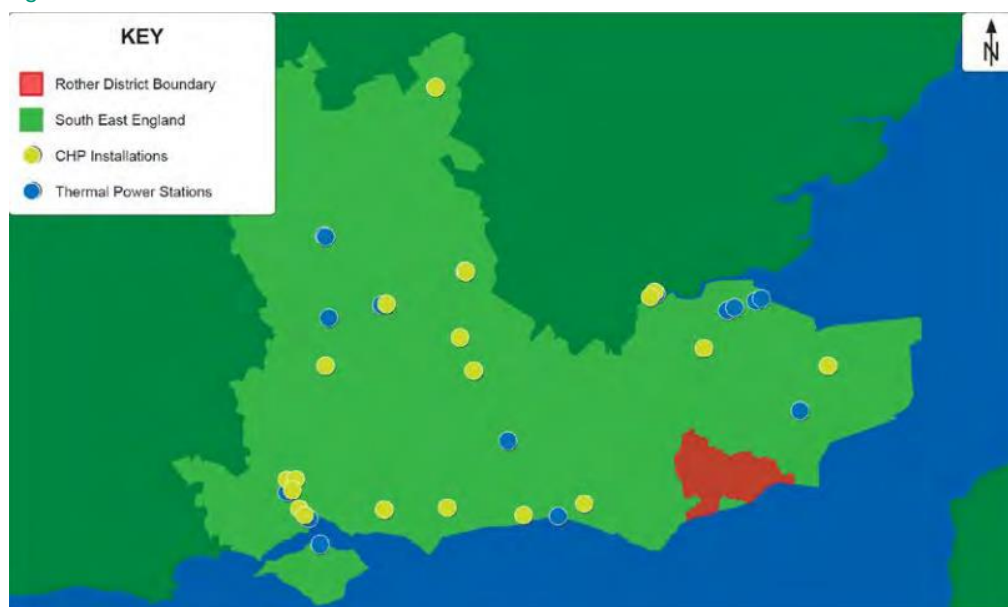 KEY
Rother District Boundary
South East England
CHP Installations
Thermal Power Stations
N